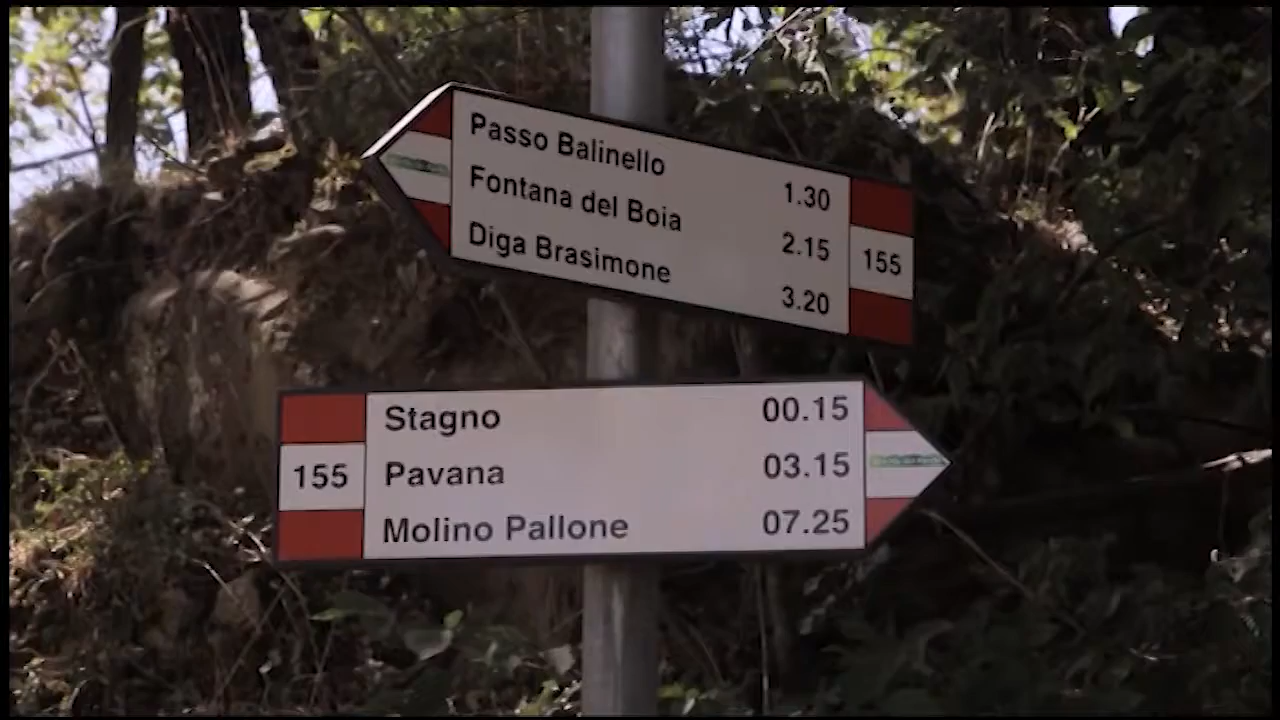 Passo Balinello 1.30
Fontana del Boia 2.15
Diga Brasimone 3.20
155
Stagno 00.15
155
Pavana 03.15
Molino Pallone 07.25